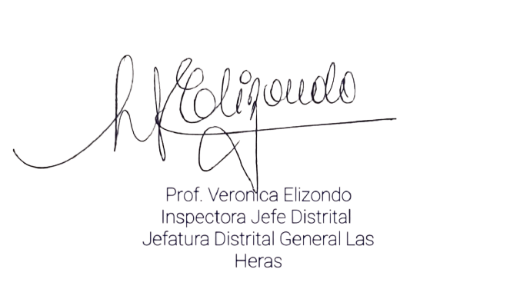 Elizondo
Prof. Veronica Elizondo
Inspectora Jefe Distrital
Jefatura Distrital General Las
Heras